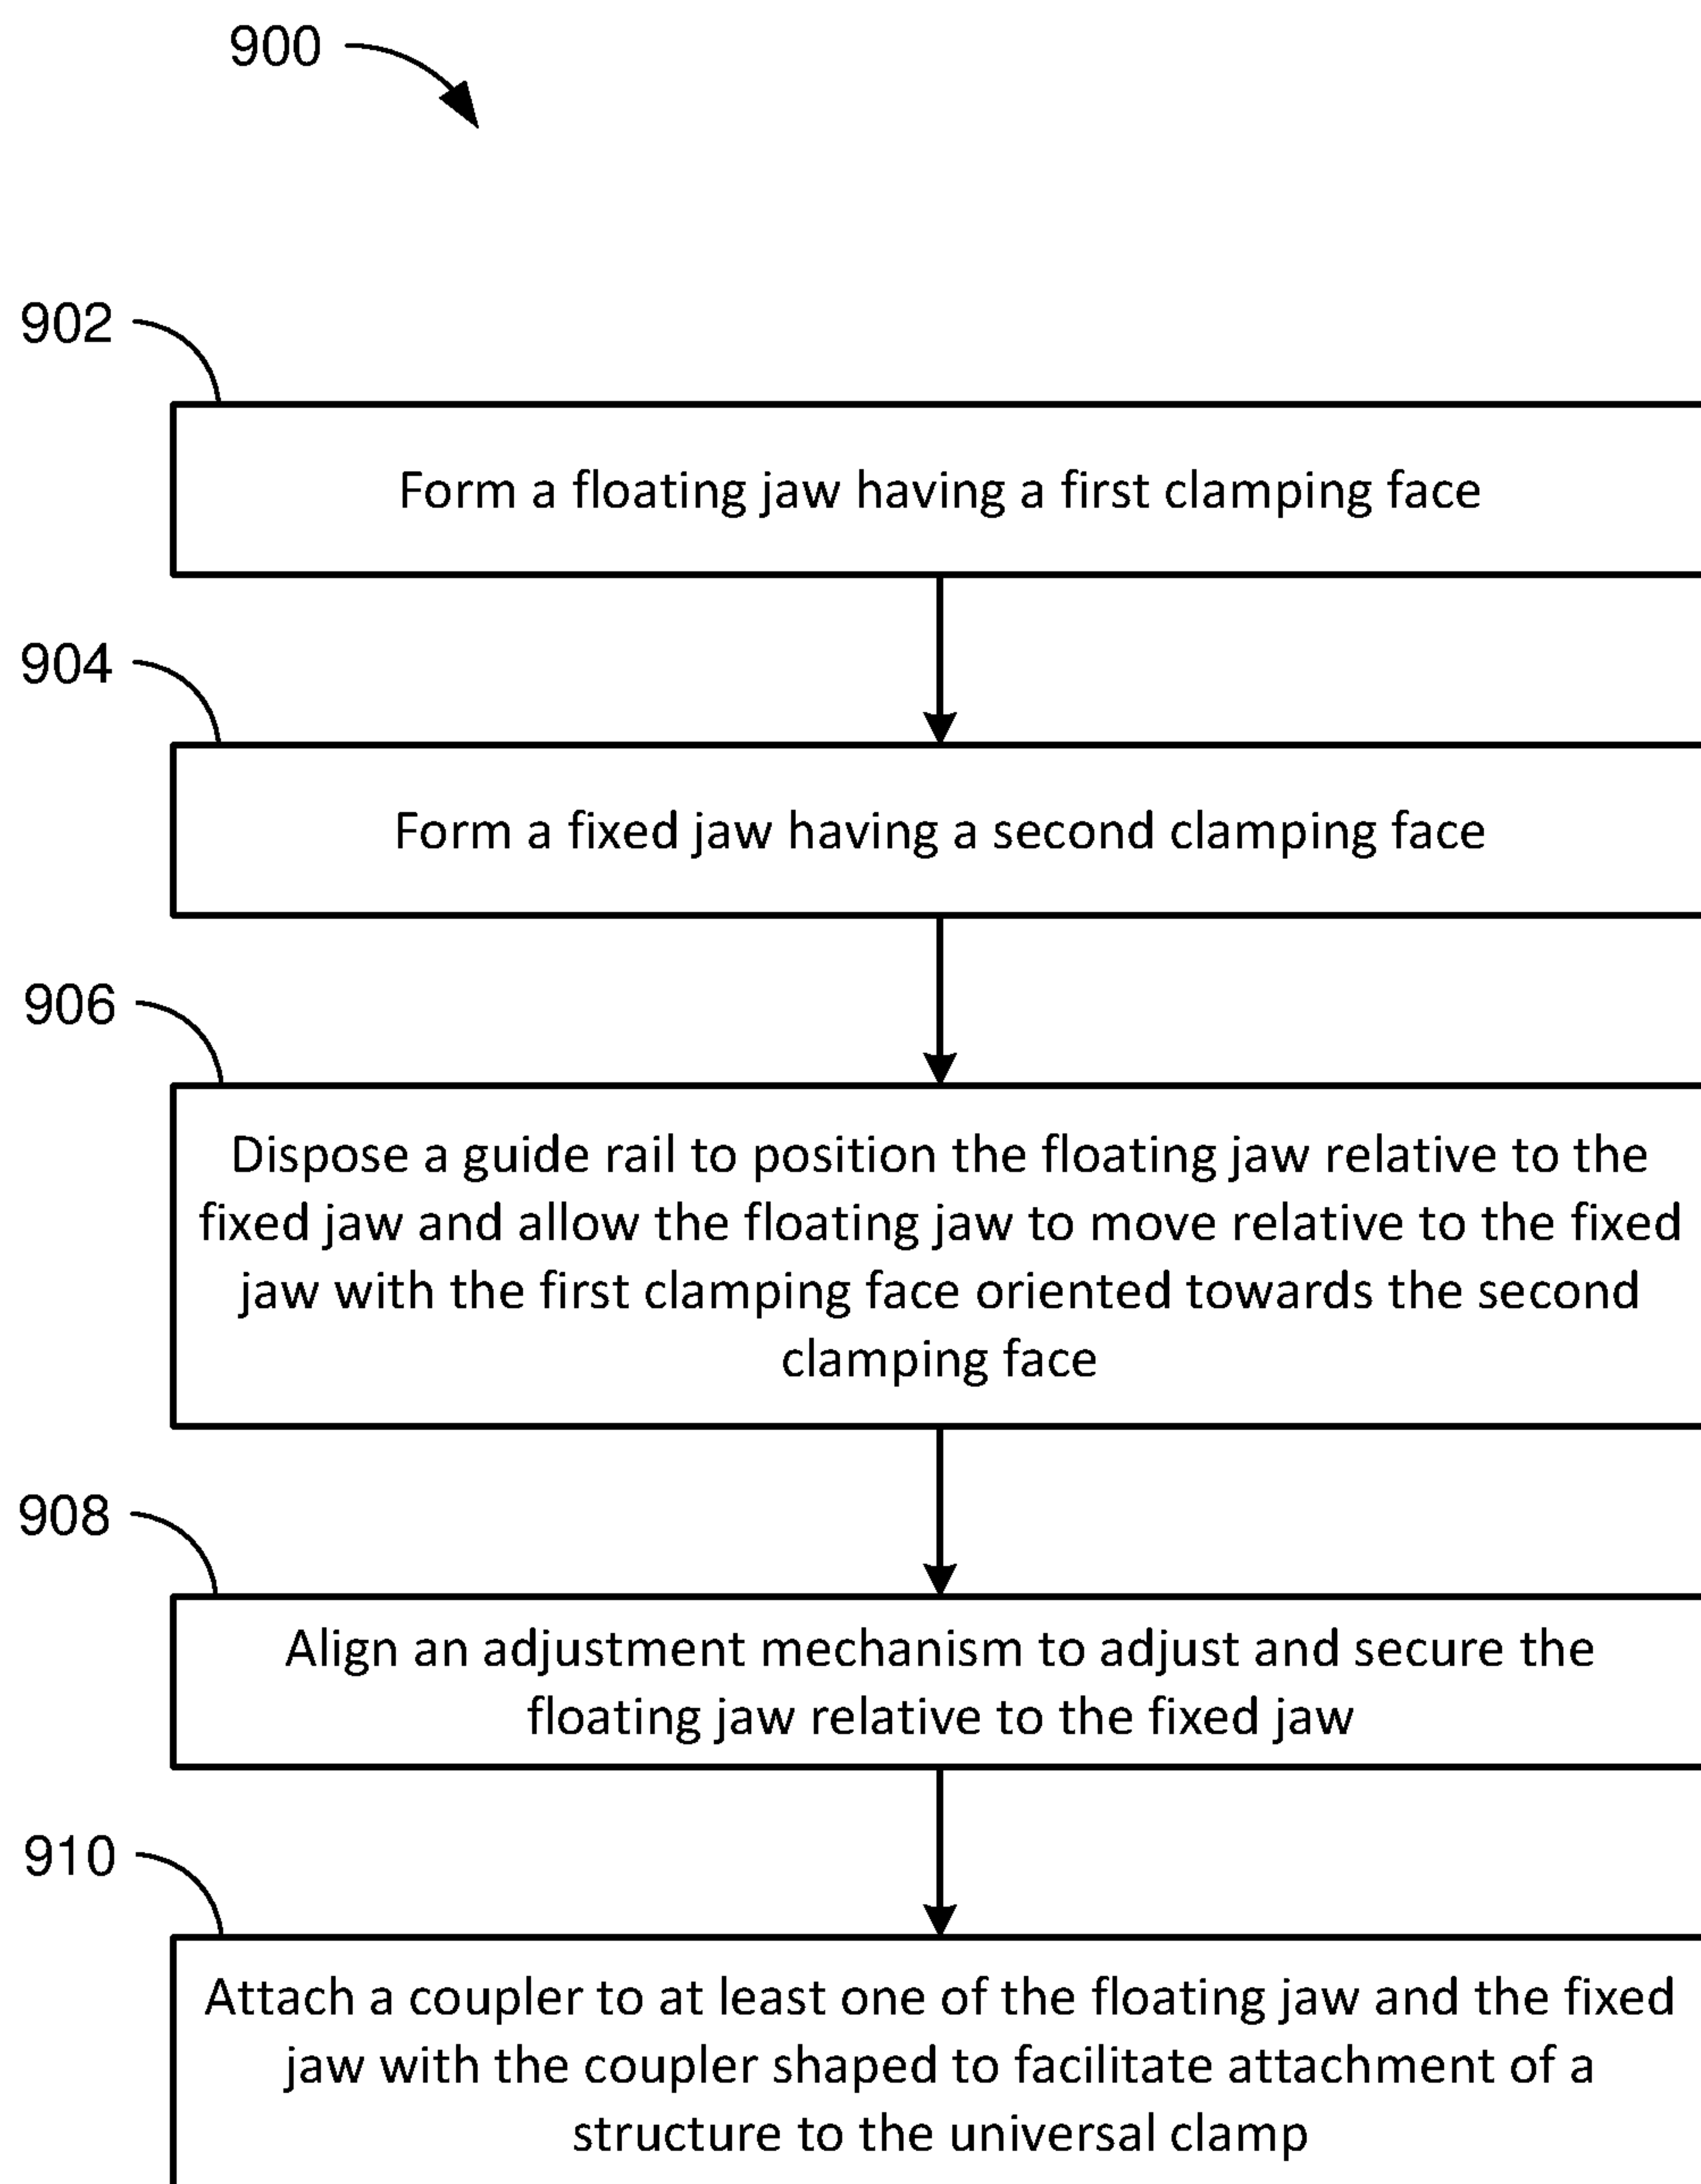 900
902
Form a floating jaw having a first clamping face
904
Form a fixed jaw having a second clamping face
906
Dispose a guide rail to position the floating jaw relative to the
fixed jaw and allow the floating jaw to move relative to the fixed
jaw with the first clamping face oriented towards the second
clamping face
908
Align an adjustment mechanism to adjust and secure the
floating jaw relative to the fixed jaw
910
Attach a coupler to at least one of the floating jaw and the fixed
jaw with the coupler shaped to facilitate attachment of a
structure to the universal clamp